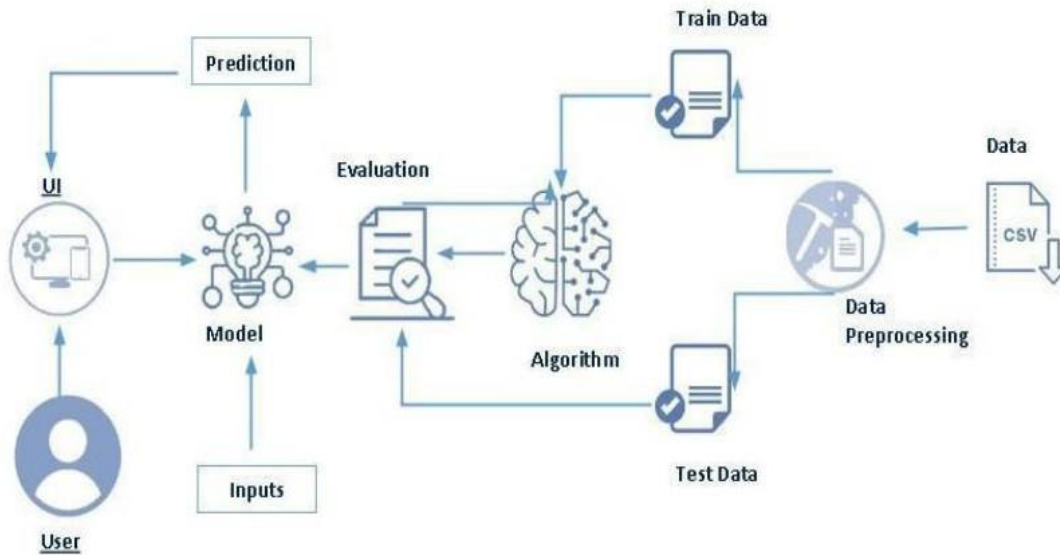 Train Data
Prediction
Data
Evaluation
UI
CSV
Data
Preprocessing
Model
Algorithm
Test Data
Inputs
User